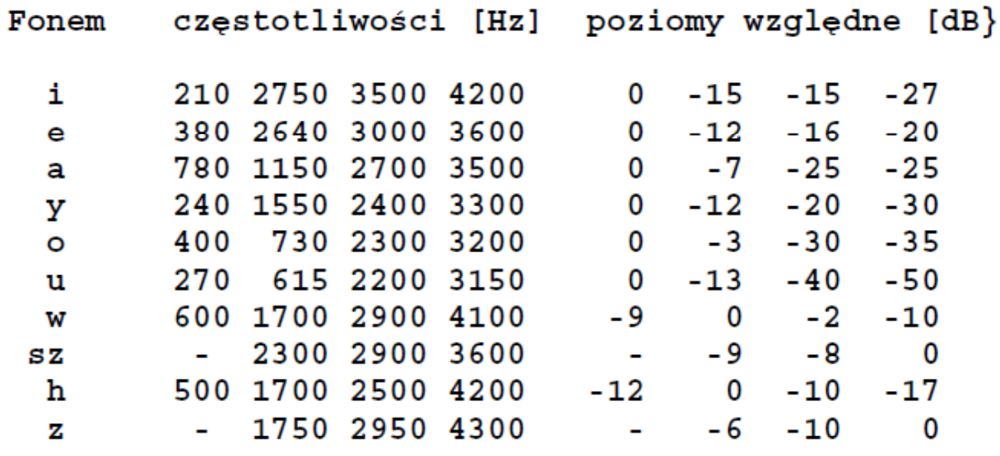 Fonem częstotliwości [Hz] poziomy względne [dB}
i 210 2750 3500 4200 0 -15 -15 -27
e 380 2640 3000 3600 0 -12 -16 -20
a 780 1150 2700 3500 0 -7 -25 -25
y 240 1550 2400 3300 0 -12 -20 -30
o 400 730 2300 3200 0 -3 -30 -35
u 270 615 2200 3150 0 -13 -40 -50
w 600 1700 2900 4100 -9 0 -2 -10
sz - 2300 2900 3600 - -9 -8 0
h 500 1700 2500 4200 -12 0 -10 -17
z - 1750 2950 4300 - -6 -10 0